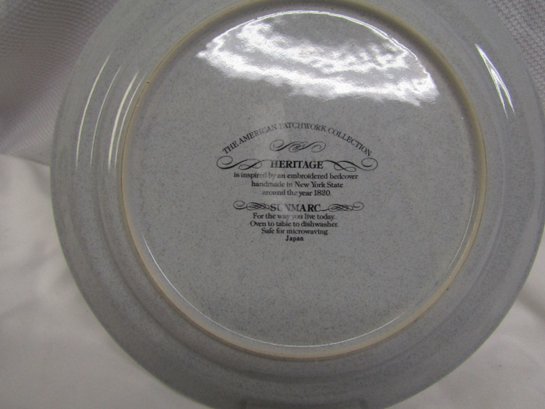 THE AMERICAN PATCHWORK COLLECTION
HERITAGE
is inspired by an embroidered bedcover
handmade in New York State
around the year 1820.
SUNMARC
For the way you live today.
Oven to table to dishwasher.
Safe for microwaving
Japan